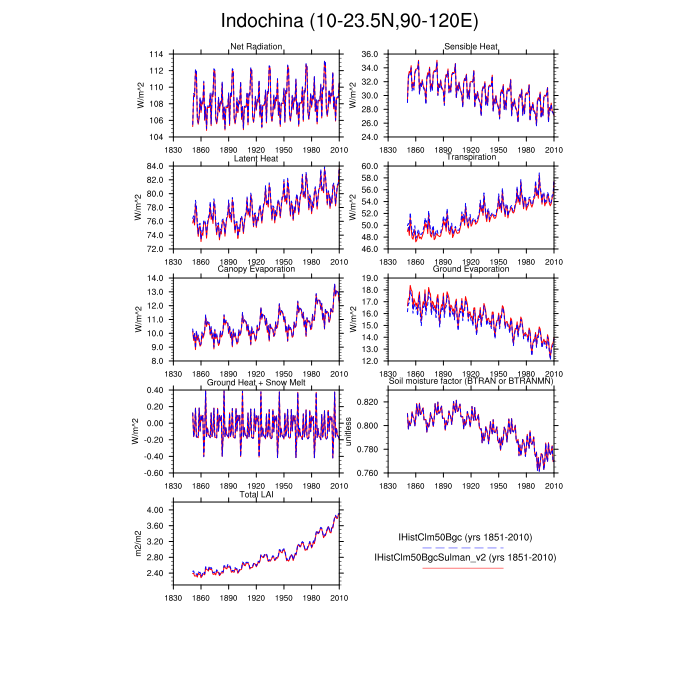 Indochina (10-23.5N,90-120E)
Net Radiation
Sensible Heat
W/m^2
114
112
110
108
106
104
1830 1860 1890 1920 1950 1980 2010
W/m^2
36.0
34.0
32.0
30.0
28.0
26.0
24.0
1830 1860 1890 1920 1950 1980 2010
Latent Heat
Transpiration
W/m^2
84.0
82.0
80.0
78.0
76.0
74.0
72.0
1830 1860 1890 1920 1950 1980 2010
W/m^2
60.0
58.0
56.0
54.0
52.0
50.0
48.0
46.0
1830 1860 1890 1920 1950 1980 2010
Canopy Evaporation
Ground Evaporation
W/m^2
14.0
13.0
12.0
11.0
10.0
9.0
8.0
1830 1860 1890 1920 1950 1980 2010
W/m^2
19.0
18.0
17.0
16.0
15.0
14.0
13.0
12.0
1830 1860 1890 1920 1950 1980 2010
Ground Heat + Snow Melt
Soil moisture factor (BTRAN or BTRANMN)
W/m^2
0.40
0.20
0.00
-0.20
-0.40
-0.60
1830 1860 1890 1920 1950 1980 2010
unitless
0.820
0.800
0.780
0.760
1830 1860 1890 1920 1950 1980 2010
Total LAI
m2/m2
4.00
3.60
3.20
2.80
2.40
1830 1860 1890 1920 1950 1980 2010
IHistClm50Bgc (yrs 1851-2010)
IHistClm50BgcSulman_v2 (yrs 1851-2010)